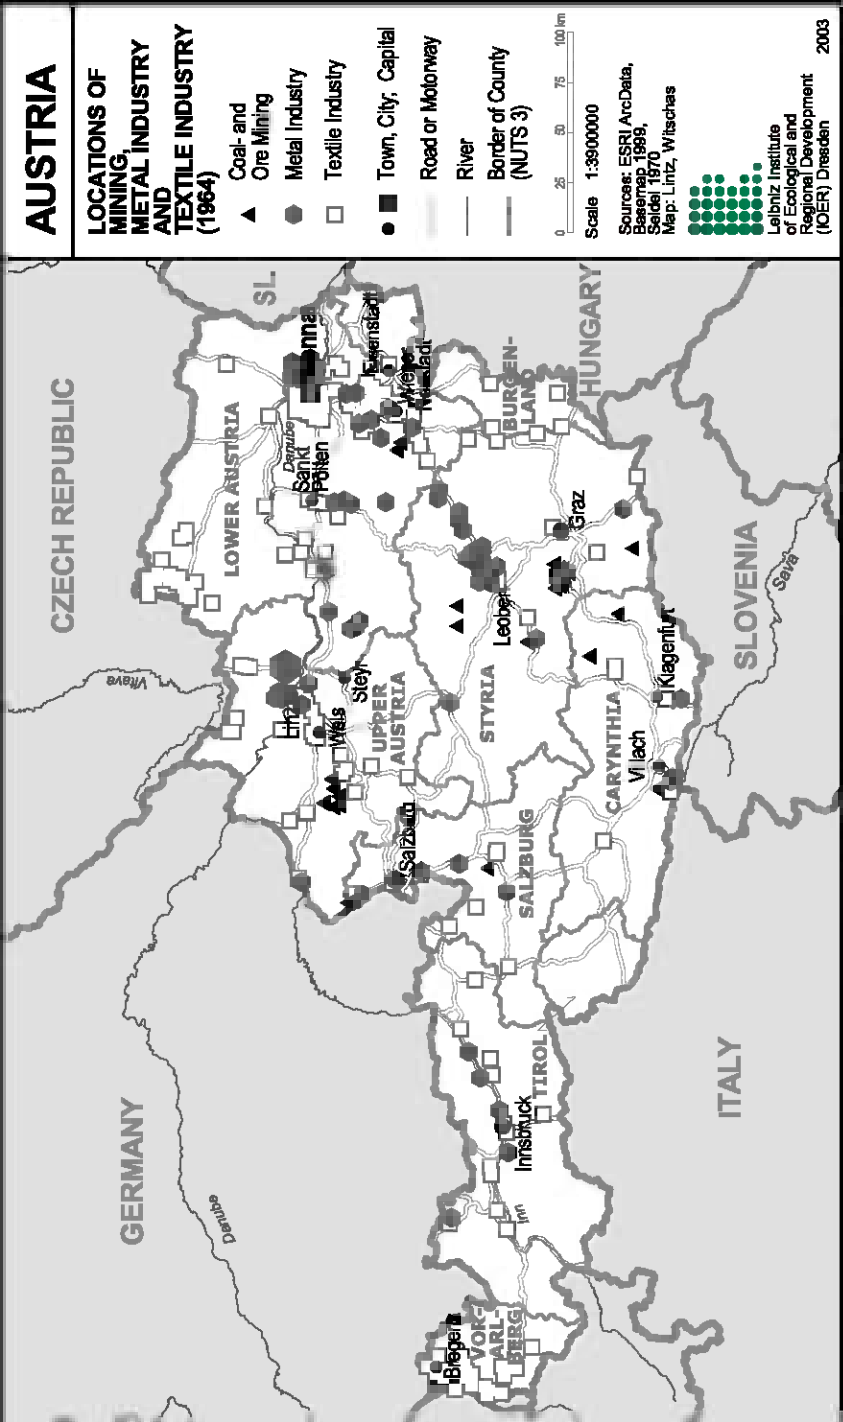 AUSTRIA
LOCATIONS OF
MINING,
METAL INDUSTRY
AND
TEXTILE INDUSTRY
(1964)
Coal- and
Ore Mining
Metal Industry
Textile Industry
Town, City; Capital
Road or Motorway
River
Border of County
(NUTS 3)
0 25 50 75 100 km
Scale 1:3900000
Sources: ESRI ArcData,
Basemap 1999,
Seidel 1970
Map: Lintz, Witschas
Leibniz Institute
of Ecological and
Regional Development
(IOER) Dresden
2003
CZECH REPUBLIC
SL.
HUNGARY
SLOVENIA
ITALY
GERMANY
LOWER AUSTRIA
UPPER
AUSTRIA
BURGEN-
LAND
STYRIA
CARYNTHIA
SALZBURG
TIROL
VOR-
ARL-
BERG
Danube
Danube
Vltava
Sava
Inn
Sankt
Pölten
Eisenstadt
Wiener
Neustadt
Linz
Wels
Steyr
Leoben
Graz
Klagenfurt
Villach
Salzburg
Innsbruck
Bregenz